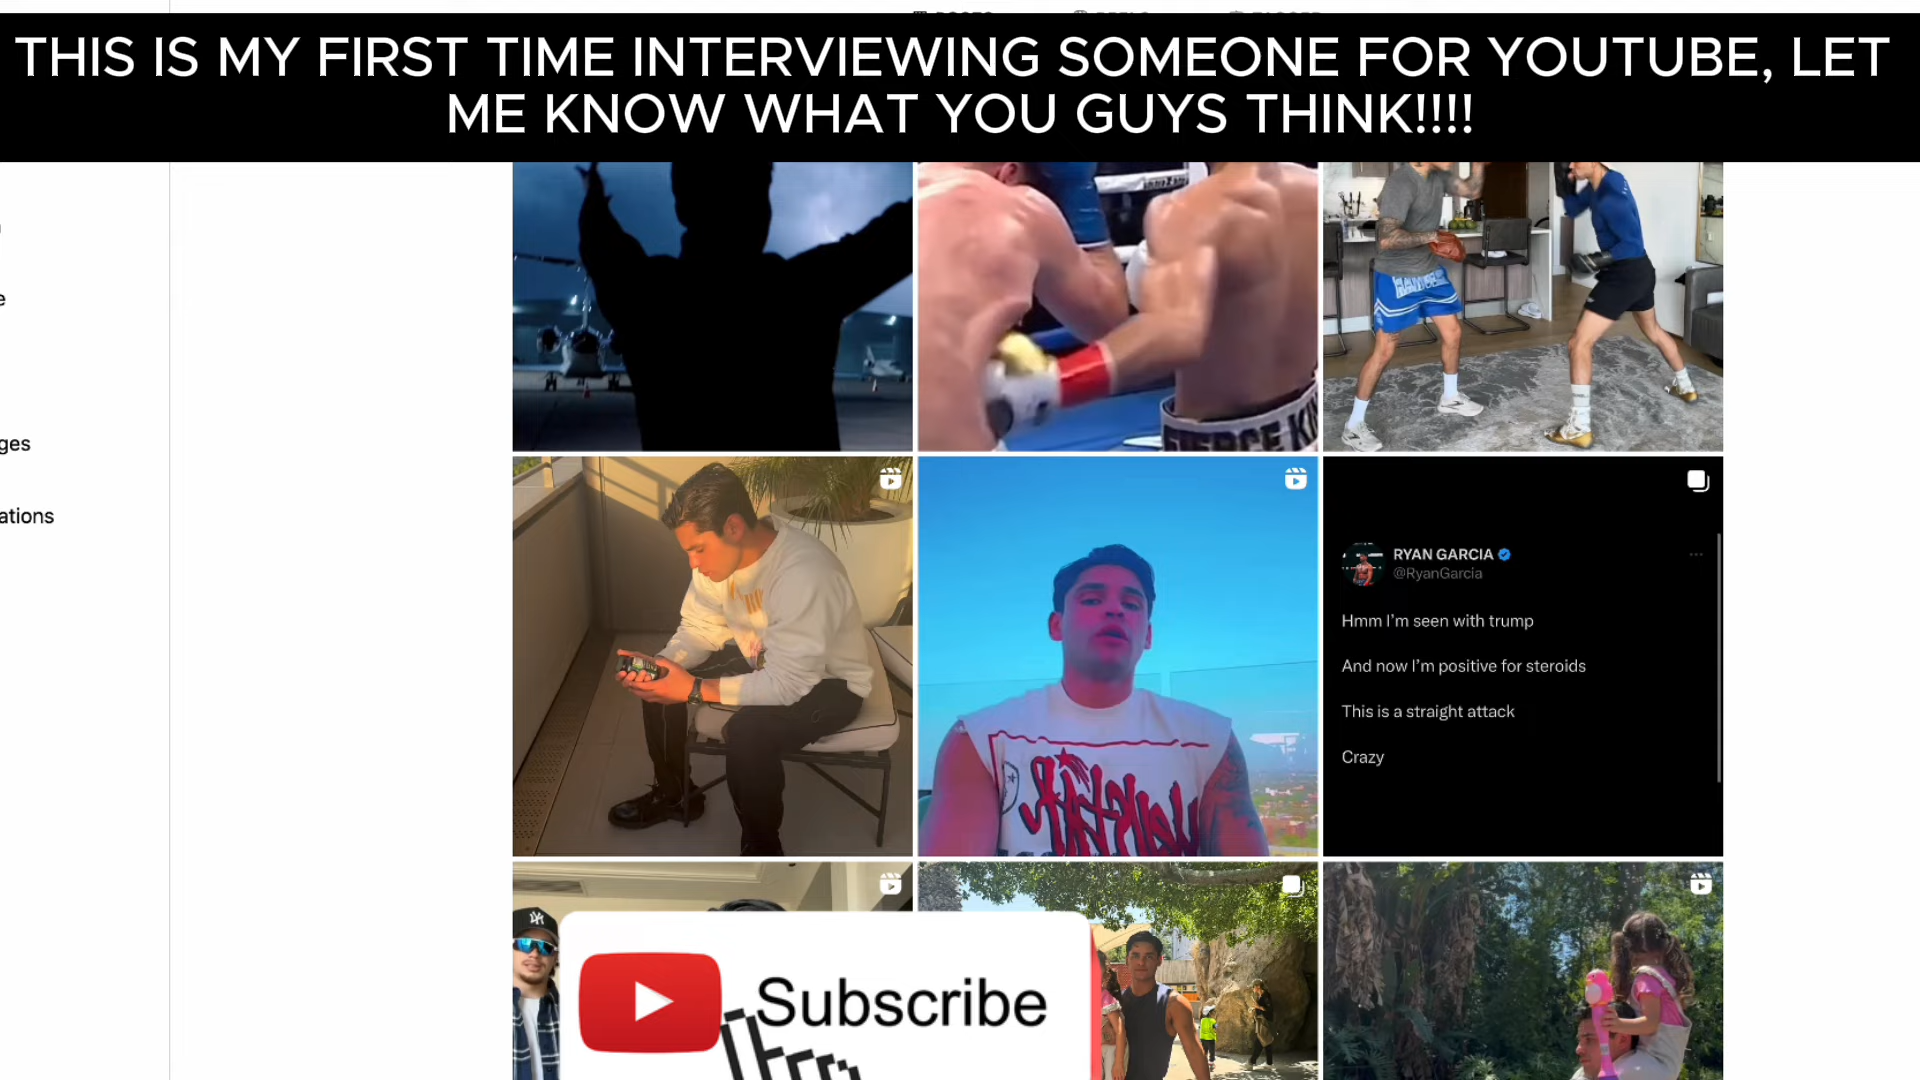 THIS IS MY FIRST TIME INTERVIEWING SOMEONE FOR YOUTUBE, LET
ME KNOW WHAT YOU GUYS THINK!!!!
e
ges
ations
RYAN GARCIA
@RyanGarcia
Hmm I'm seen with trump
And now I'm positive for steroids
This is a straight attack
Crazy
Subscribe